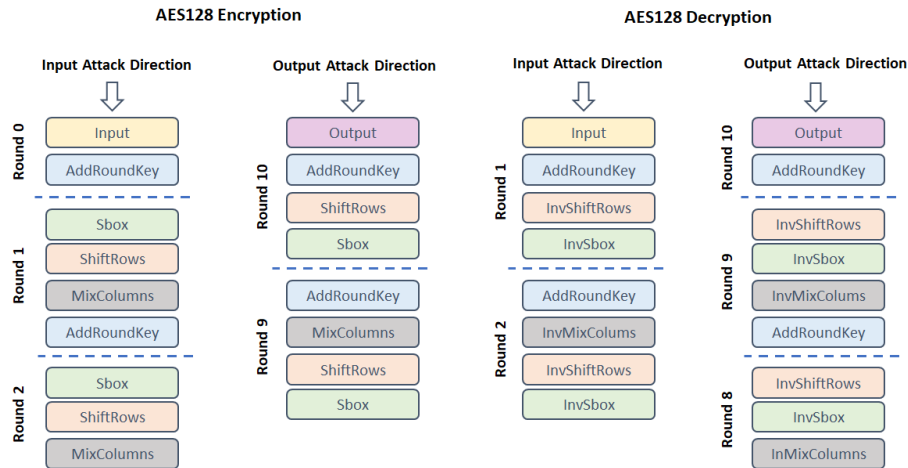 AES128 Encryption
AES128 Decryption
Input Attack Direction
Output Attack Direction
Input Attack Direction
Output Attack Direction
Round 0
Input
AddRoundKey
Round 1
Sbox
ShiftRows
MixColumns
AddRoundKey
Round 2
Sbox
ShiftRows
MixColumns
Round 10
Output
AddRoundKey
ShiftRows
Sbox
Round 9
AddRoundKey
MixColumns
ShiftRows
Sbox
Round 1
Input
AddRoundKey
InvShiftRows
InvSbox
Round 2
AddRoundKey
InvMixColums
InvShiftRows
InvSbox
Round 10
Output
AddRoundKey
Round 9
InvShiftRows
InvSbox
InvMixColums
AddRoundKey
Round 8
InvShiftRows
InvSbox
InMixColumns